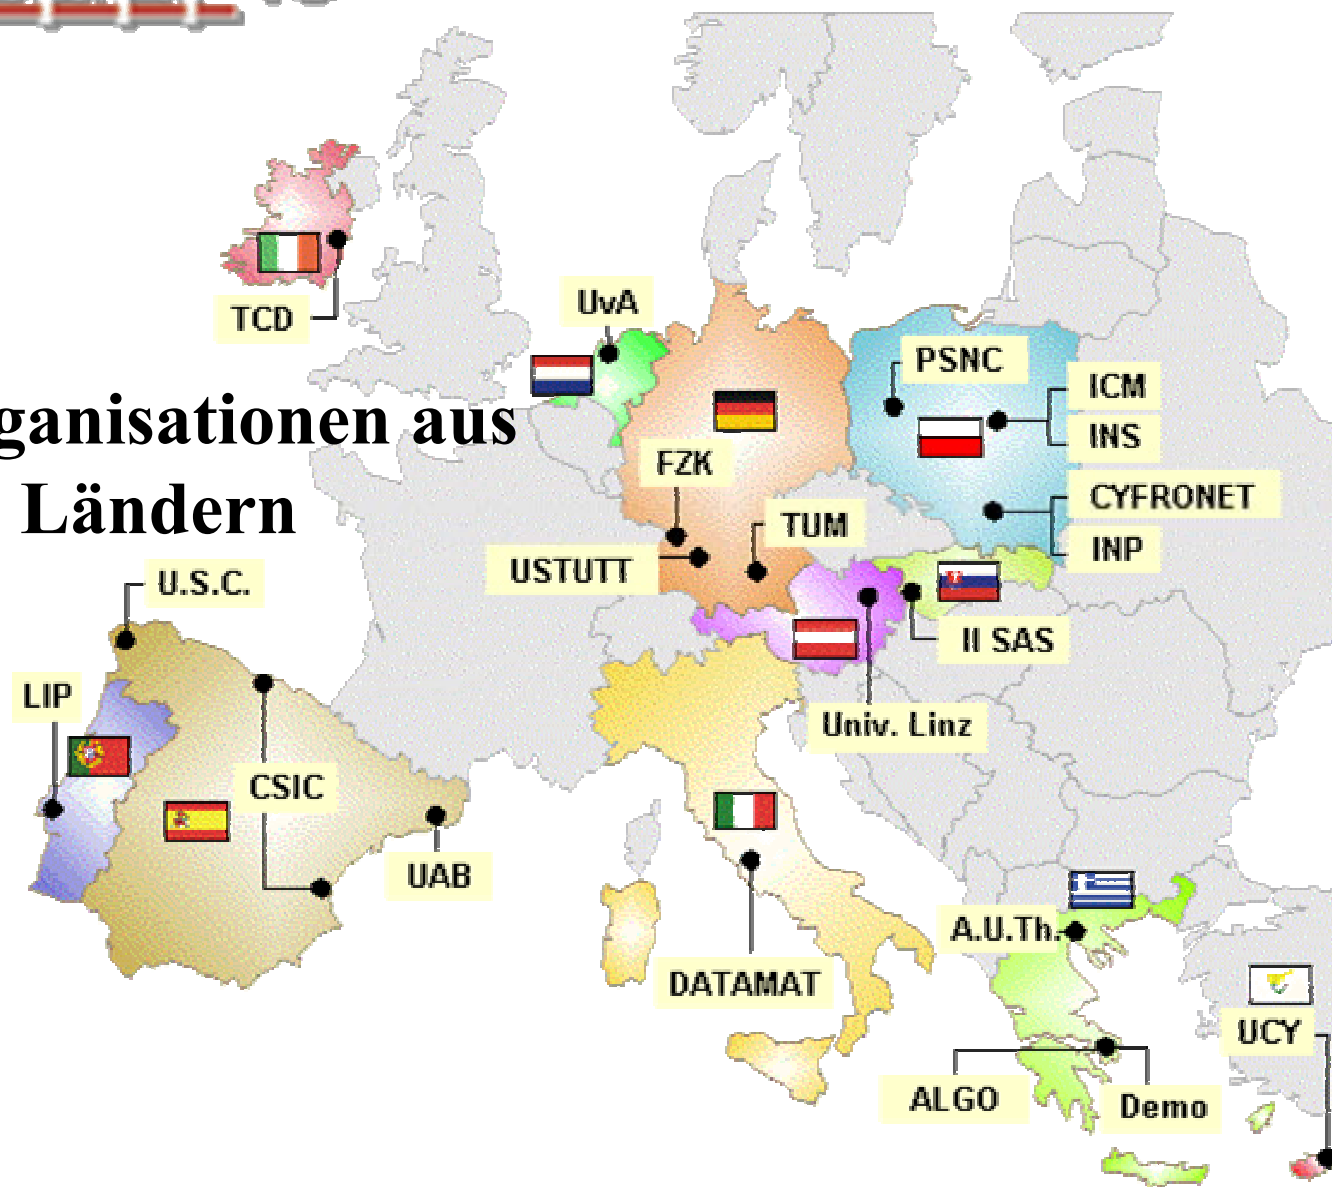 TCD
UvA
PSNC
ICM
INS
ganisationen aus
Ländern
FZK
CYFRONET
TUM
INP
USTUTT
U.S.C.
II SAS
LIP
Univ. Linz
CSIC
UAB
A.U.Th.
DATAMAT
UCY
ALGO
Demo